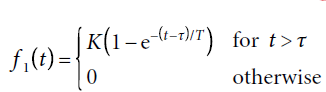 f₁(t) = { K(1 – e^–(t–τ)/T) for t > τ
0 otherwise